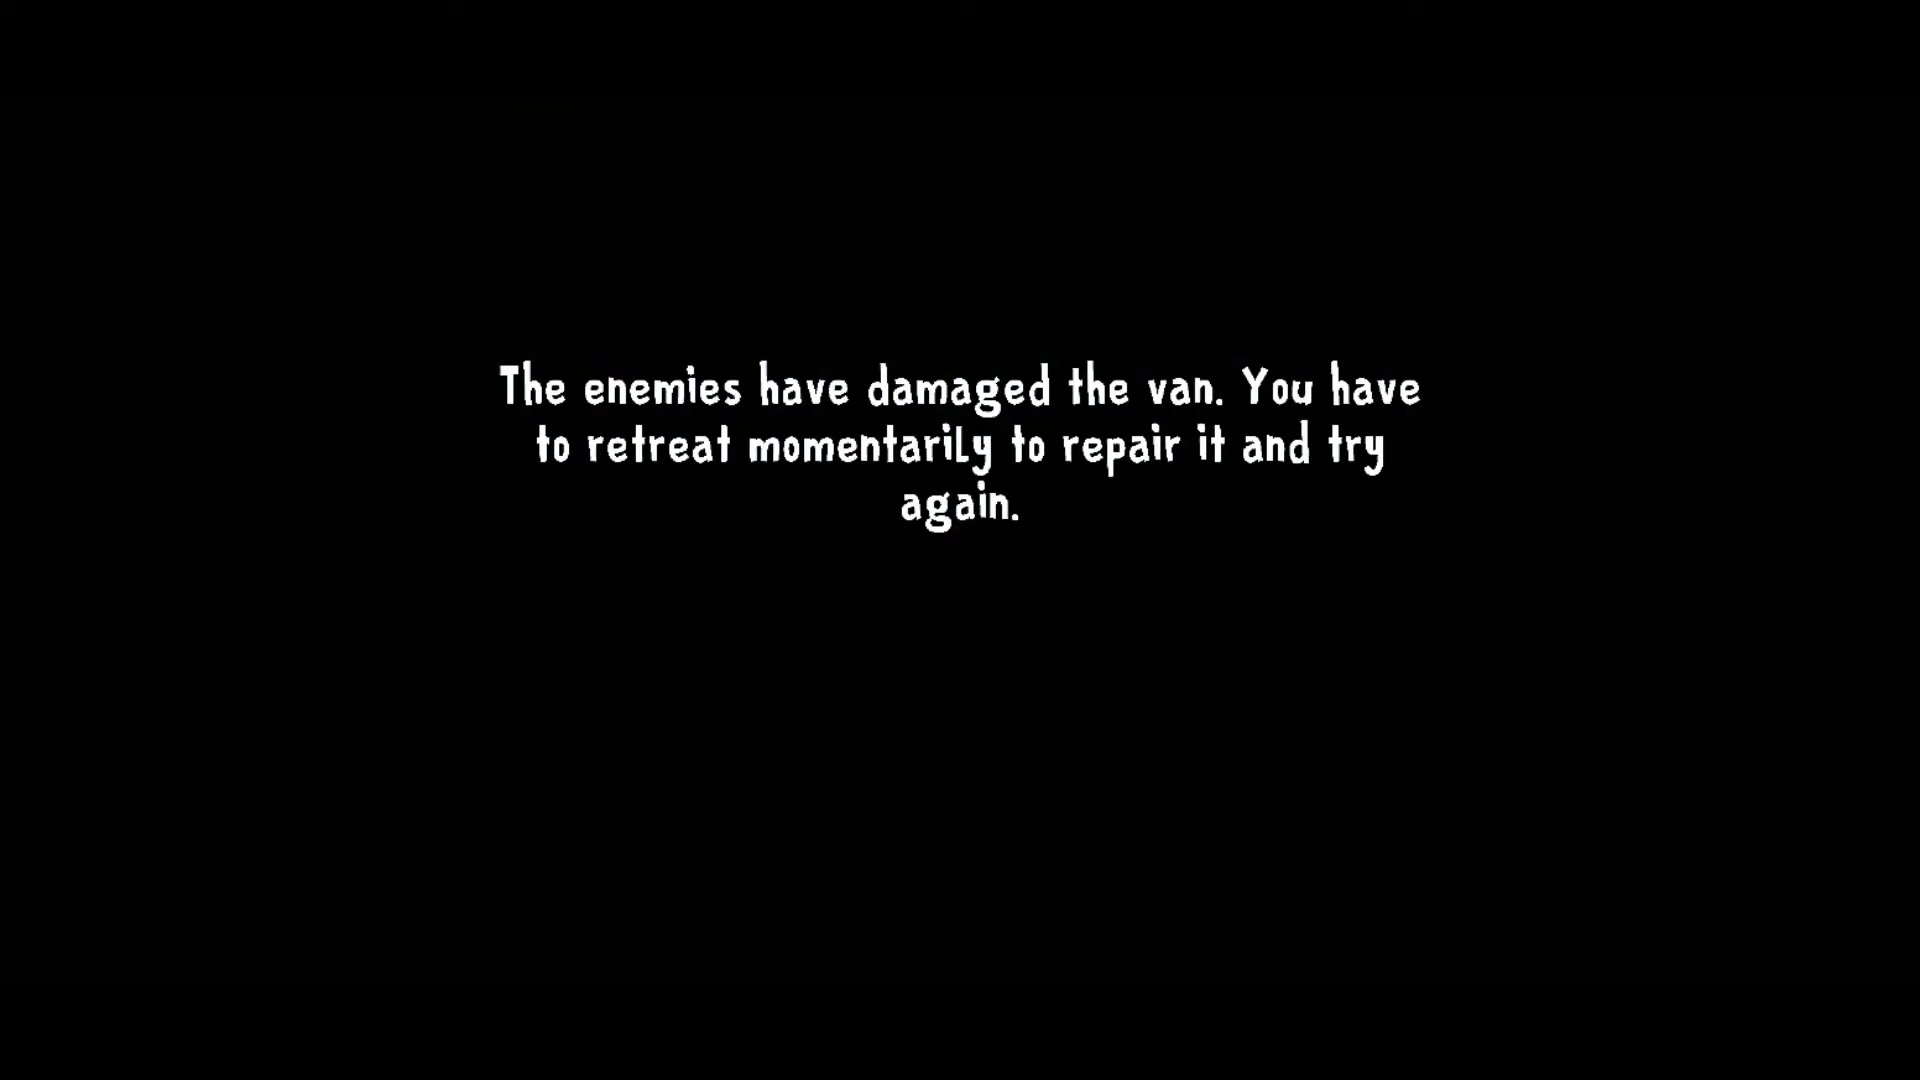 The enemies have damaged the van. You have
to retreat momentarily to repair it and try
again.